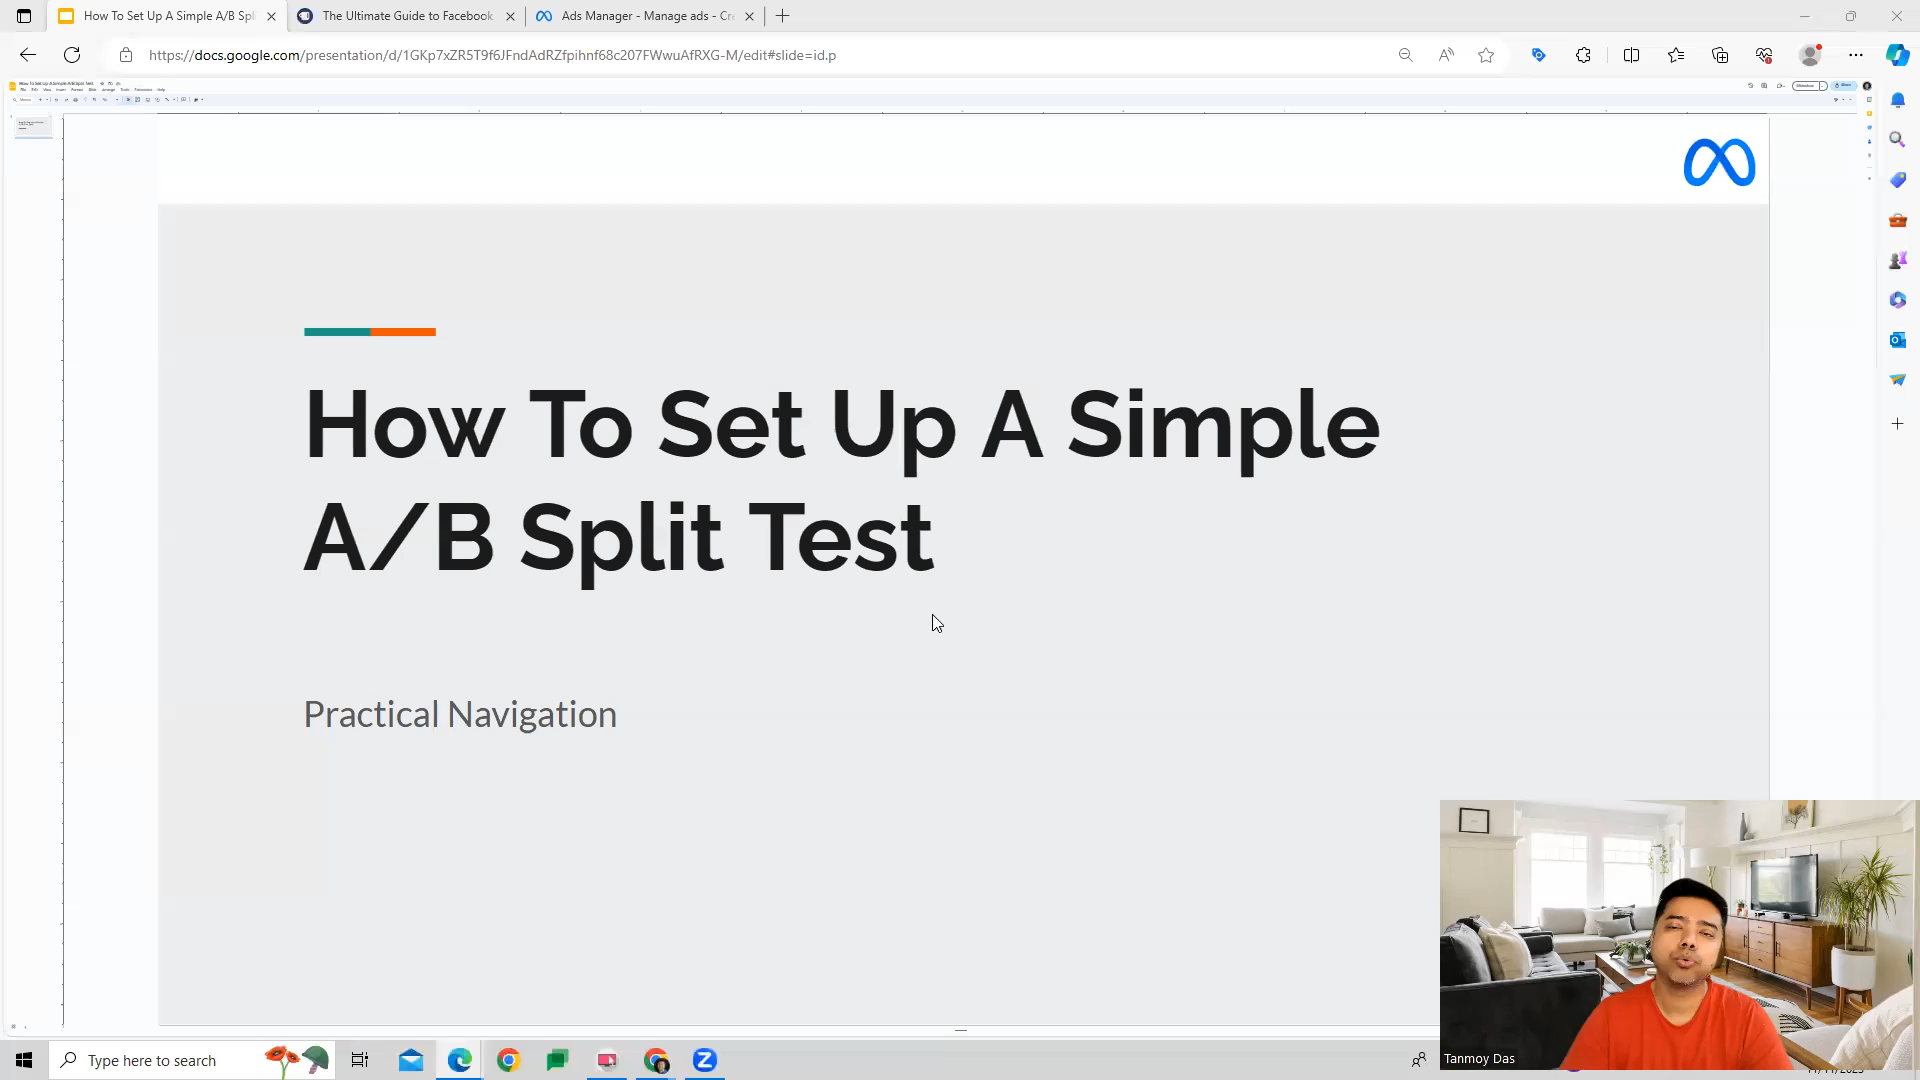 How To Set Up A Simple A/B Spl
The Ultimate Guide to Facebook
Ads Manager - Manage ads - Cr
https://docs.google.com/presentation/d/1GKp7xZR5T9f6JFndAdRZfpihnf68c207FWwuAfRXG-M/edit#slide=id.p
How To Set Up A Simple
A/B Split Test
Practical Navigation
Tanmoy Das
Type here to search